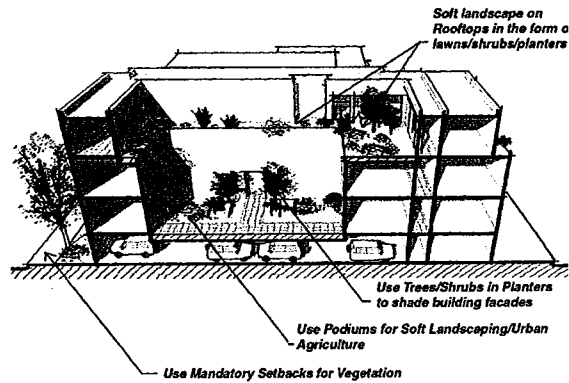 Soft landscape on
Rooftops in the form o
lawns/shrubs/planters
Use Trees/Shrubs in Planters
to shade building facades
Use Podiums for Soft Landscaping/Urban
Agriculture
Use Mandatory Setbacks for Vegetation